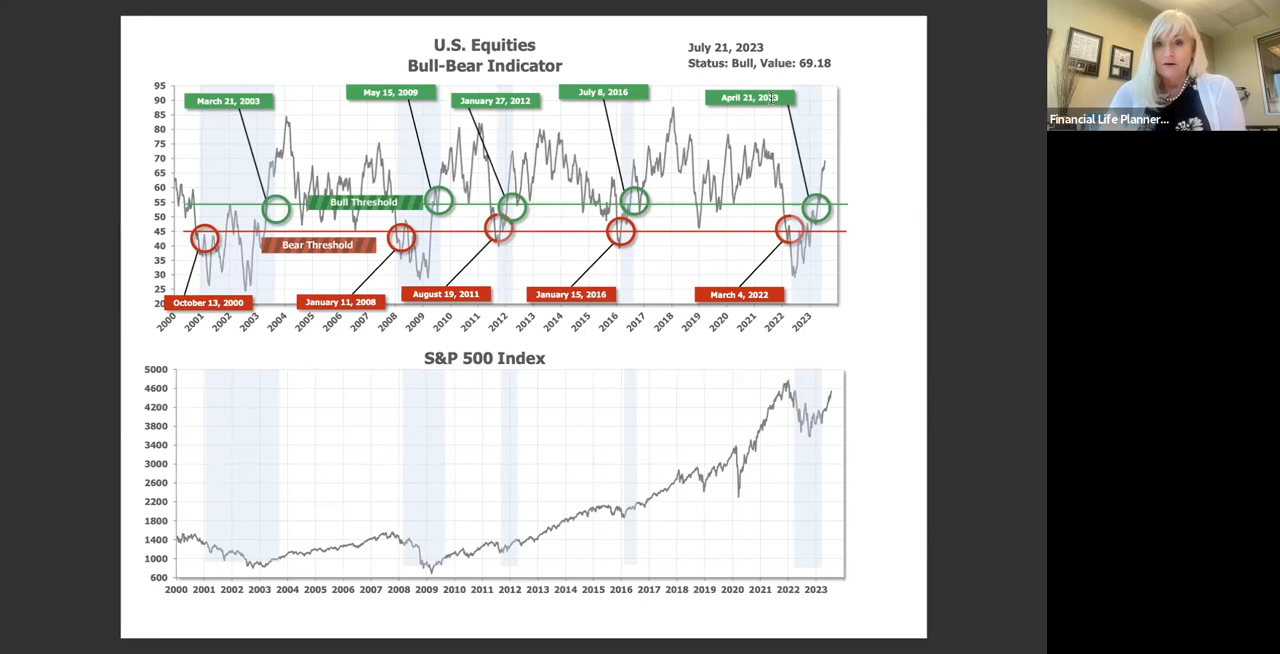 U.S. Equities
Bull-Bear Indicator
July 21, 2023
Status: Bull, Value: 69.18
95
90
85
80
75
70
65
60
55
50
45
40
35
30
25
20
March 21, 2003
May 15, 2009
January 27, 2012
July 8, 2016
April 21, 2023
Bull Threshold
Bear Threshold
October 13, 2000
January 11, 2008
August 19, 2011
January 15, 2016
March 4, 2022
2000 2001 2002 2003 2004 2005 2006 2007 2008 2009 2010 2011 2012 2013 2014 2015 2016 2017 2018 2019 2020 2021 2022 2023
S&P 500 Index
5000
4600
4200
3800
3400
3000
2600
2200
1800
1400
1000
600
2000 2001 2002 2003 2004 2005 2006 2007 2008 2009 2010 2011 2012 2013 2014 2015 2016 2017 2018 2019 2020 2021 2022 2023
Financial Life Planner...